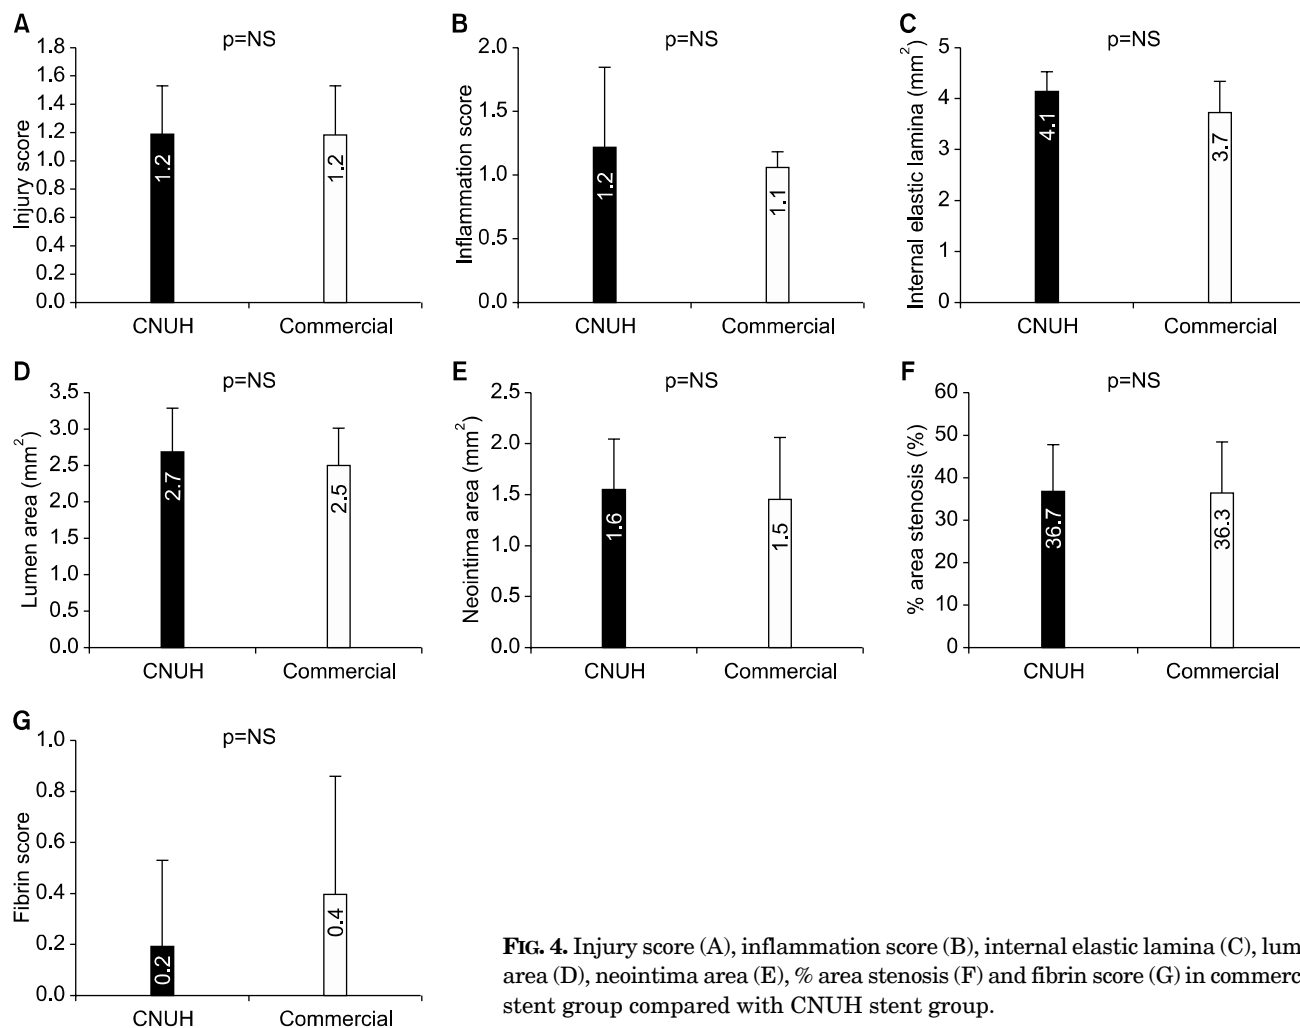 A
p=NS
Injury score
1.8
1.6
1.4
1.2
1.0
0.8
0.6
0.4
0.2
0.0
1.2
1.2
CNUH Commercial
B
p=NS
Inflammation score
2.0
1.5
1.0
0.5
0.0
1.2
1.1
CNUH Commercial
C
p=NS
Internal elastic lamina (mm²)
5
4
3
2
1
0
4.1
3.7
CNUH Commercial
D
p=NS
Lumen area (mm²)
3.5
3.0
2.5
2.0
1.5
1.0
0.5
0.0
2.7
2.5
CNUH Commercial
E
p=NS
Neointima area (mm²)
2.5
2.0
1.5
1.0
0.5
0.0
1.6
1.5
CNUH Commercial
F
p=NS
% area stenosis (%)
60
50
40
30
20
10
0
36.7
36.3
CNUH Commercial
G
p=NS
Fibrin score
1.0
0.8
0.6
0.4
0.2
0.0
0.2
0.4
CNUH Commercial
FIG. 4. Injury score (A), inflammation score (B), internal elastic lamina (C), lum
area (D), neointima area (E), % area stenosis (F) and fibrin score (G) in commerc
stent group compared with CNUH stent group.